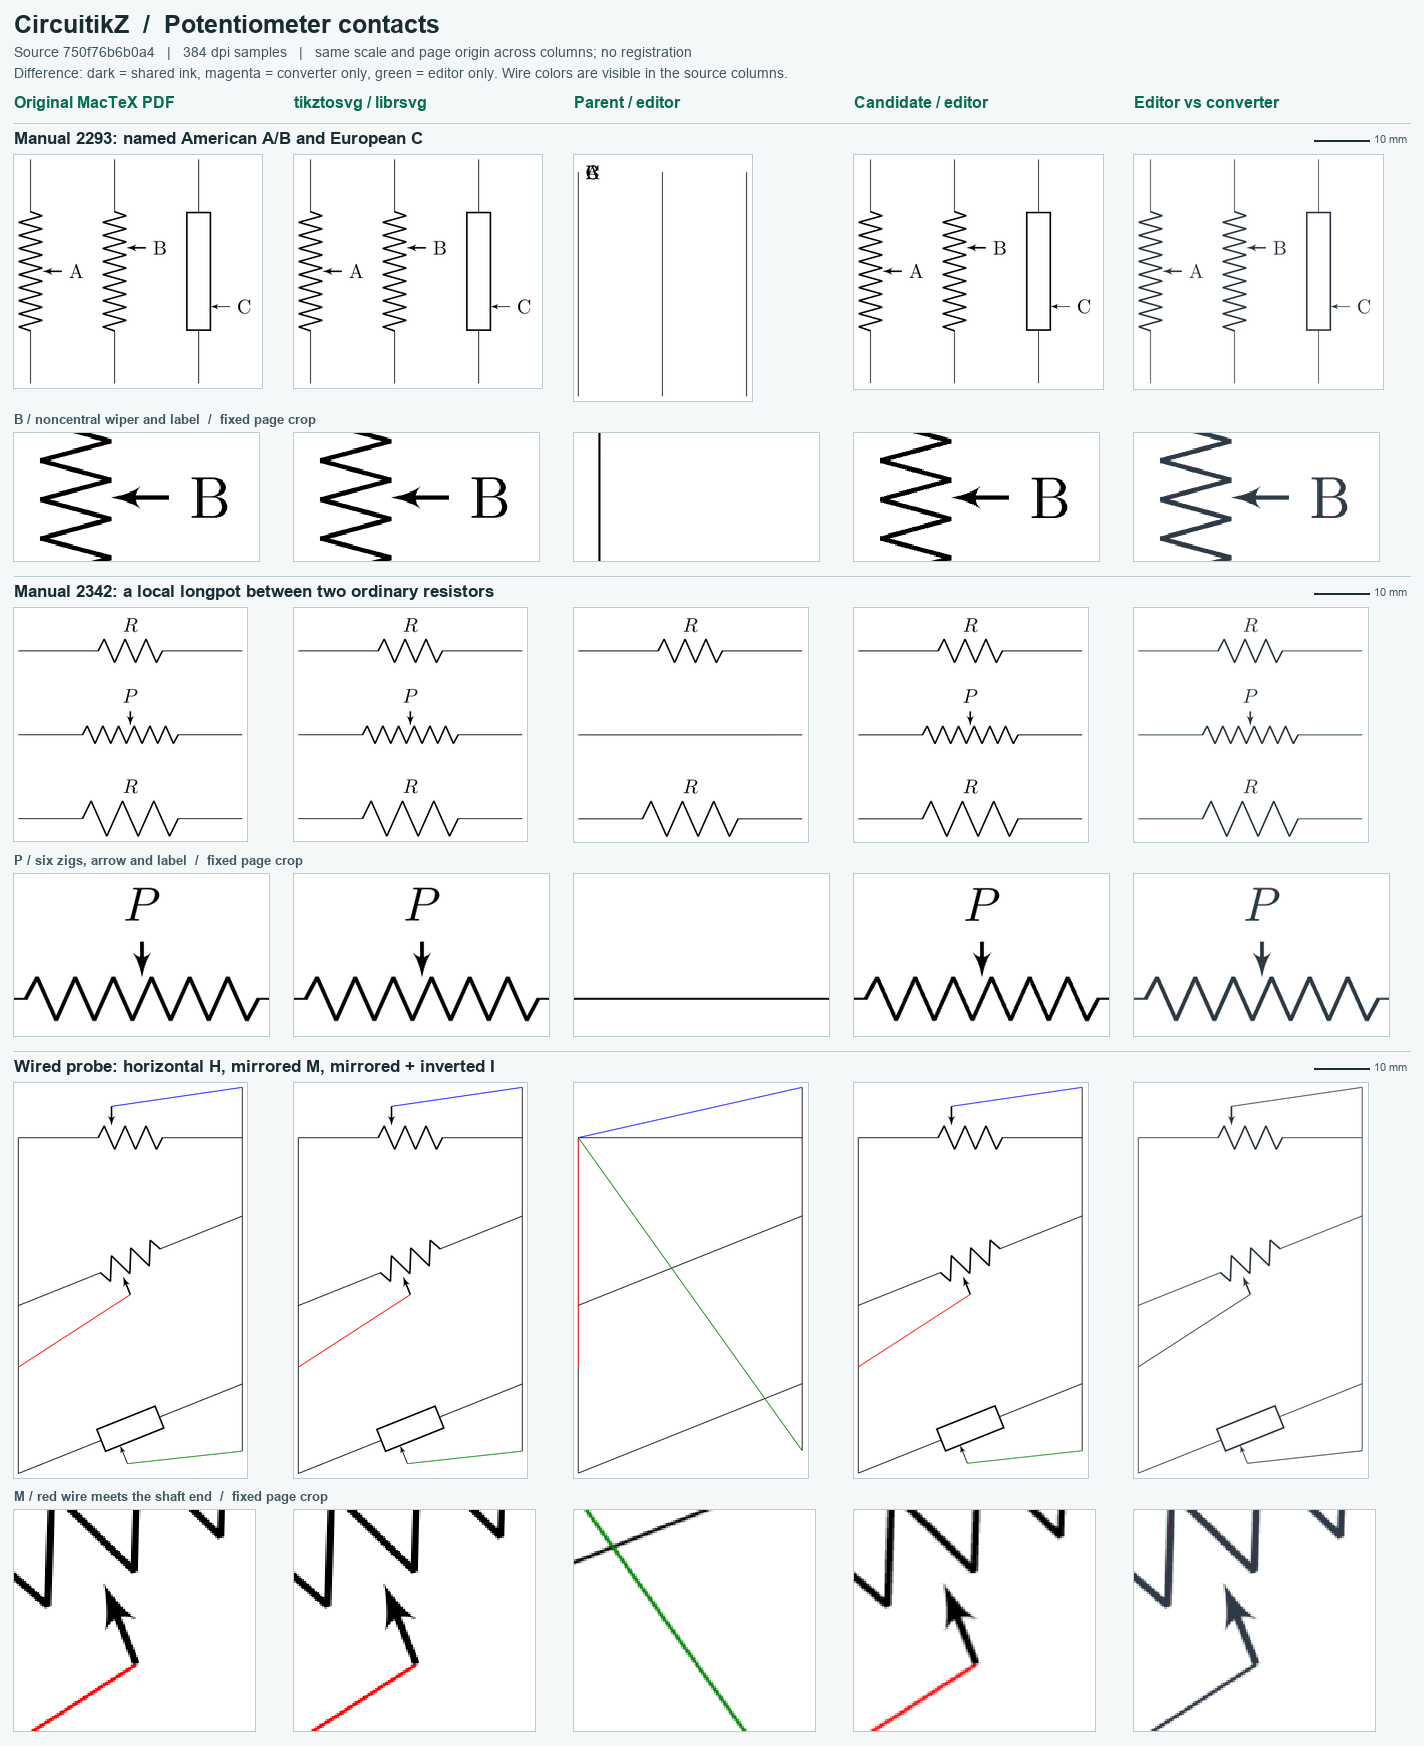 CircuitikZ / Potentiometer contacts
Source 750f76b6b0a4 | 384 dpi samples | same scale and page origin across columns; no registration
Difference: dark = shared ink, magenta = converter only, green = editor only. Wire colors are visible in the source columns.
Original MacTeX PDF tikztosvg / librsvg Parent / editor Candidate / editor Editor vs converter
Manual 2293: named American A/B and European C 10 mm
B B B B
A A A A
C C C C
B / noncentral wiper and label / fixed page crop
B B B B
Manual 2342: a local longpot between two ordinary resistors 10 mm
R R R R R
P P P P
R R R R R
P / six zigs, arrow and label / fixed page crop
P P P P
Wired probe: horizontal H, mirrored M, mirrored + inverted I 10 mm
M / red wire meets the shaft end / fixed page crop